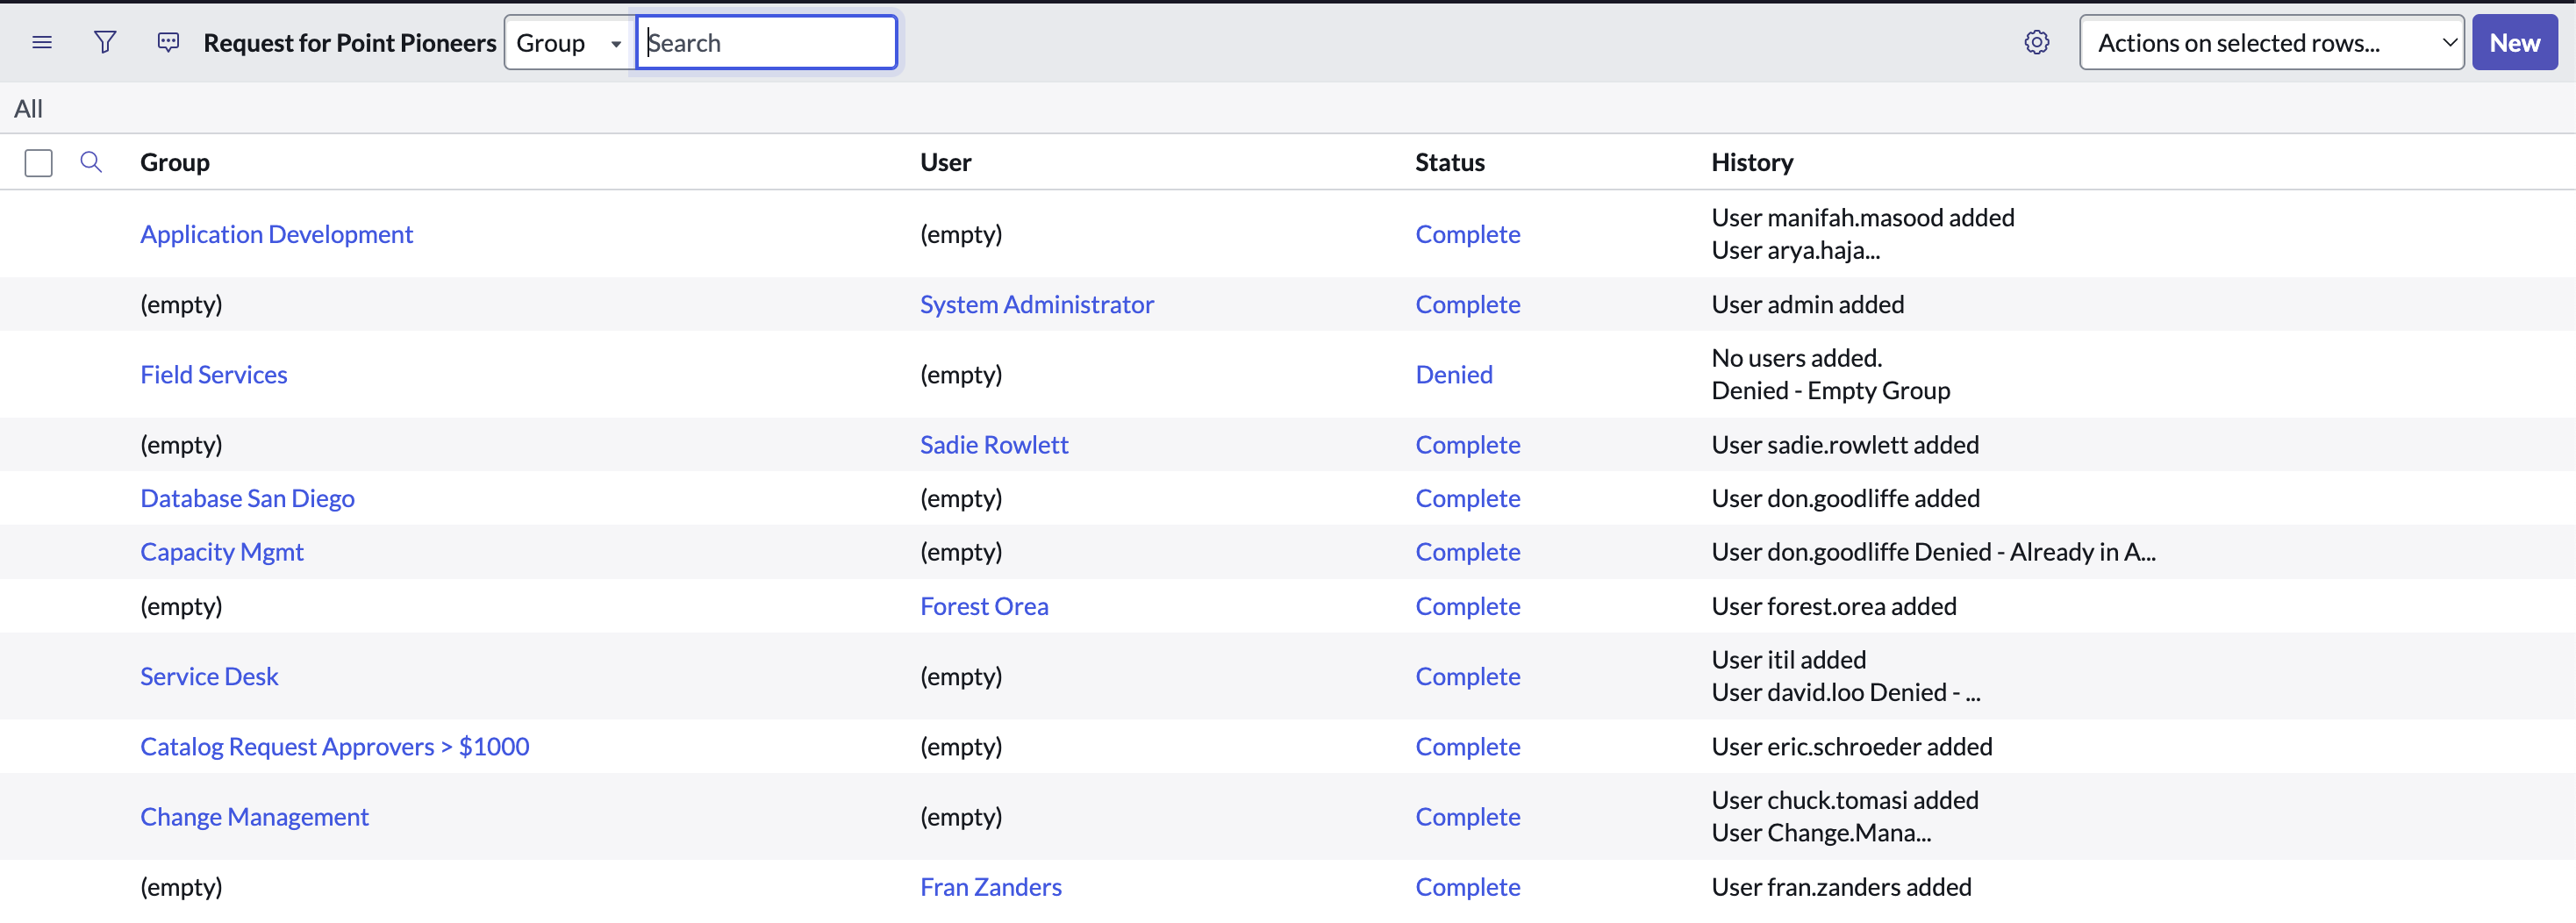 Request for Point Pioneers Group Search Actions on selected rows... New
All
Group User Status History
Application Development (empty) Complete User manifah.masood added
User arya.haja...
(empty) System Administrator Complete User admin added
Field Services (empty) Denied No users added.
Denied - Empty Group
(empty) Sadie Rowlett Complete User sadie.rowlett added
Database San Diego (empty) Complete User don.goodliffe added
Capacity Mgmt (empty) Complete User don.goodliffe Denied - Already in A...
(empty) Forest Orea Complete User forest.orea added
Service Desk (empty) Complete User itil added
User david.loo Denied - ...
Catalog Request Approvers > $1000 (empty) Complete User eric.schroeder added
Change Management (empty) Complete User chuck.tomasi added
User Change.Mana...
(empty) Fran Zanders Complete User fran.zanders added